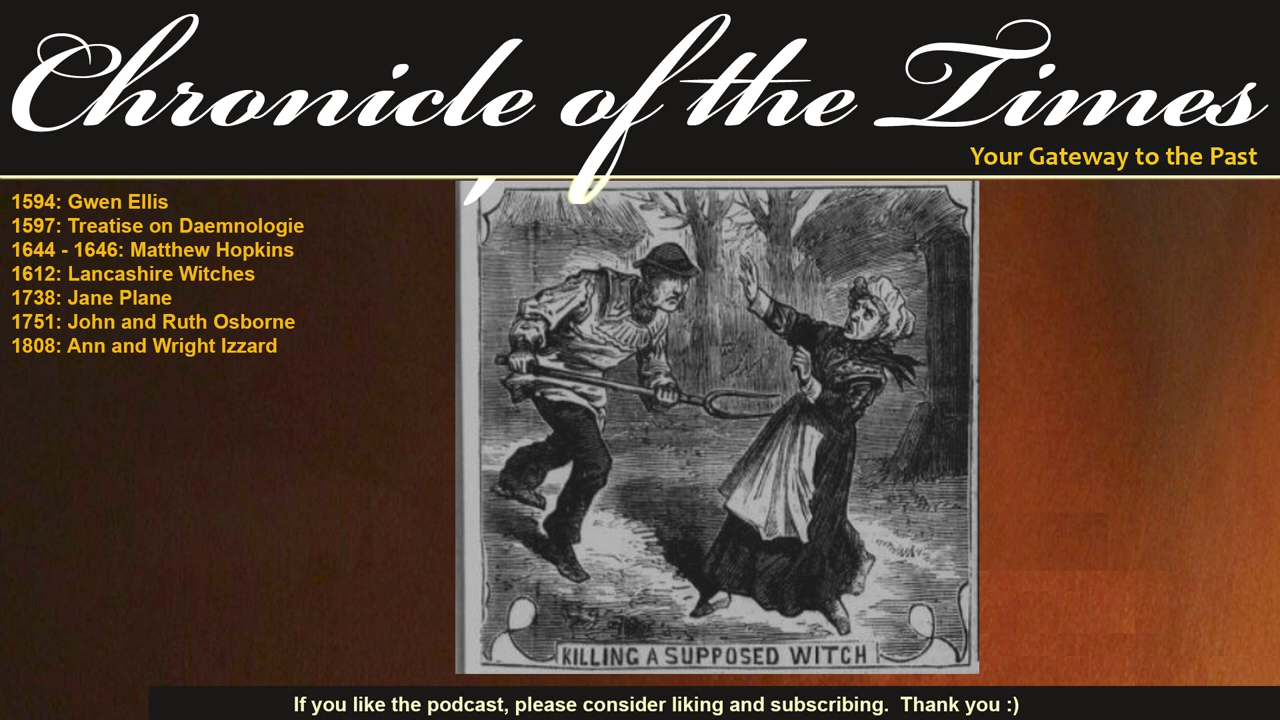 Chronicle of the Times
Your Gateway to the Past
1594: Gwen Ellis
1597: Treatise on Daemnologie
1644 - 1646: Matthew Hopkins
1612: Lancashire Witches
1738: Jane Plane
1751: John and Ruth Osborne
1808: Ann and Wright Izzard
KILLING A SUPPOSED WITCH
If you like the podcast, please consider liking and subscribing. Thank you :)